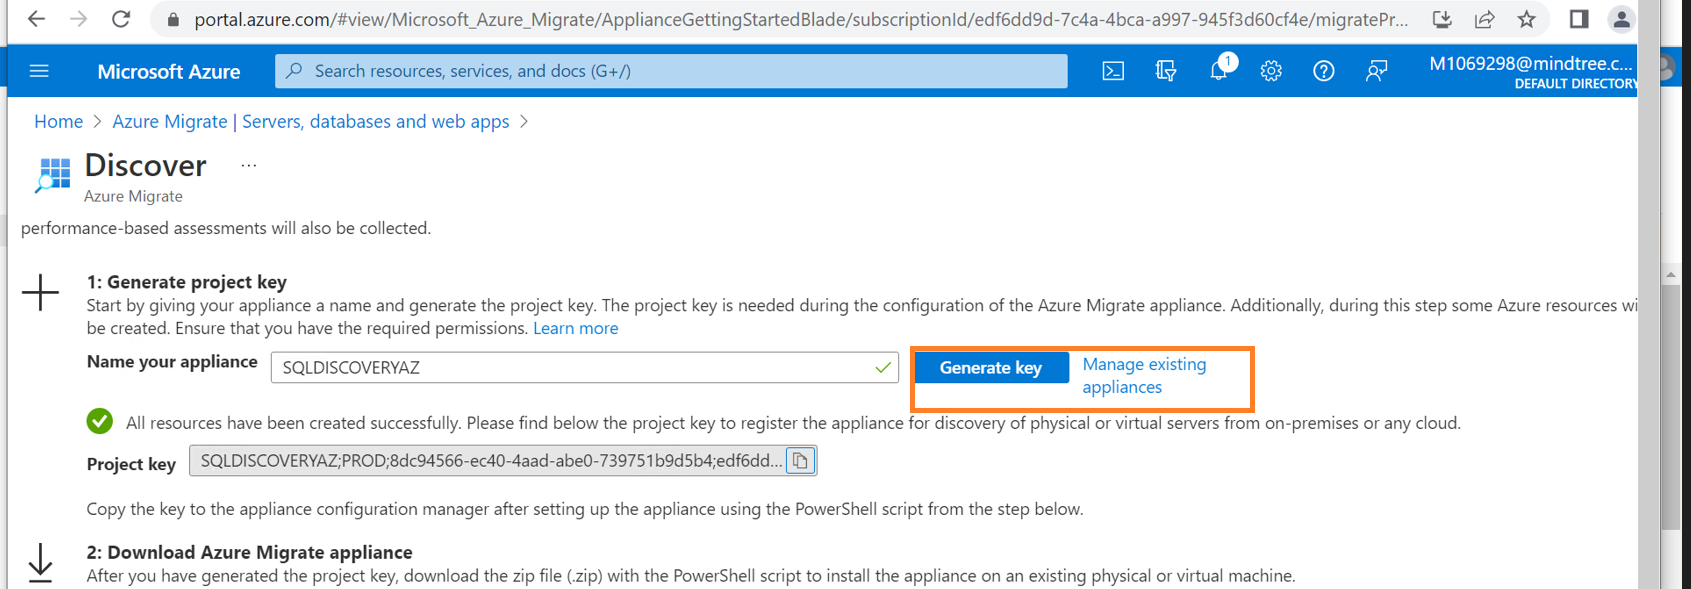 portal.azure.com/#view/Microsoft_Azure_Migrate/ApplianceGettingStartedBlade/subscriptionId/edf6dd9d-7c4a-4bca-a997-945f3d60cf4e/migratePr...
Microsoft Azure
Search resources, services, and docs (G+/)
1
M1069298@mindtree.c...
DEFAULT DIRECTORY
Home > Azure Migrate | Servers, databases and web apps >
Discover ...
Azure Migrate
performance-based assessments will also be collected.
1: Generate project key
Start by giving your appliance a name and generate the project key. The project key is needed during the configuration of the Azure Migrate appliance. Additionally, during this step some Azure resources wi
be created. Ensure that you have the required permissions. Learn more
Name your appliance SQLDISCOVERYAZ Generate key Manage existing
appliances
All resources have been created successfully. Please find below the project key to register the appliance for discovery of physical or virtual servers from on-premises or any cloud.
Project key SQLDISCOVERYAZ;PROD;8dc94566-ec40-4aad-abe0-739751b9d5b4;edf6dd...
Copy the key to the appliance configuration manager after setting up the appliance using the PowerShell script from the step below.
2: Download Azure Migrate appliance
After you have generated the project key, download the zip file (.zip) with the PowerShell script to install the appliance on an existing physical or virtual machine.